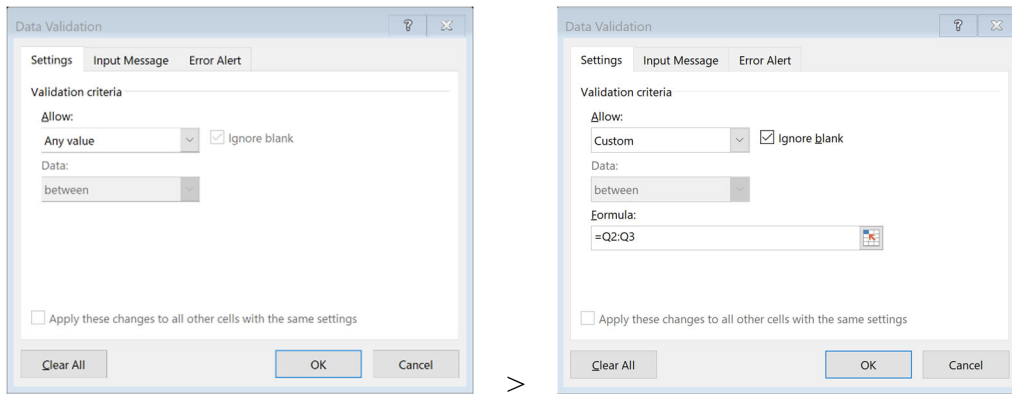 Data Validation
?
Settings Input Message Error Alert
Validation criteria
Allow:
Any value
Ignore blank
Data:
between
Apply these changes to all other cells with the same settings
Clear All OK Cancel
>
Data Validation
?
Settings Input Message Error Alert
Validation criteria
Allow:
Custom
Ignore blank
Data:
between
Formula:
=Q2:Q3
Apply these changes to all other cells with the same settings
Clear All OK Cancel